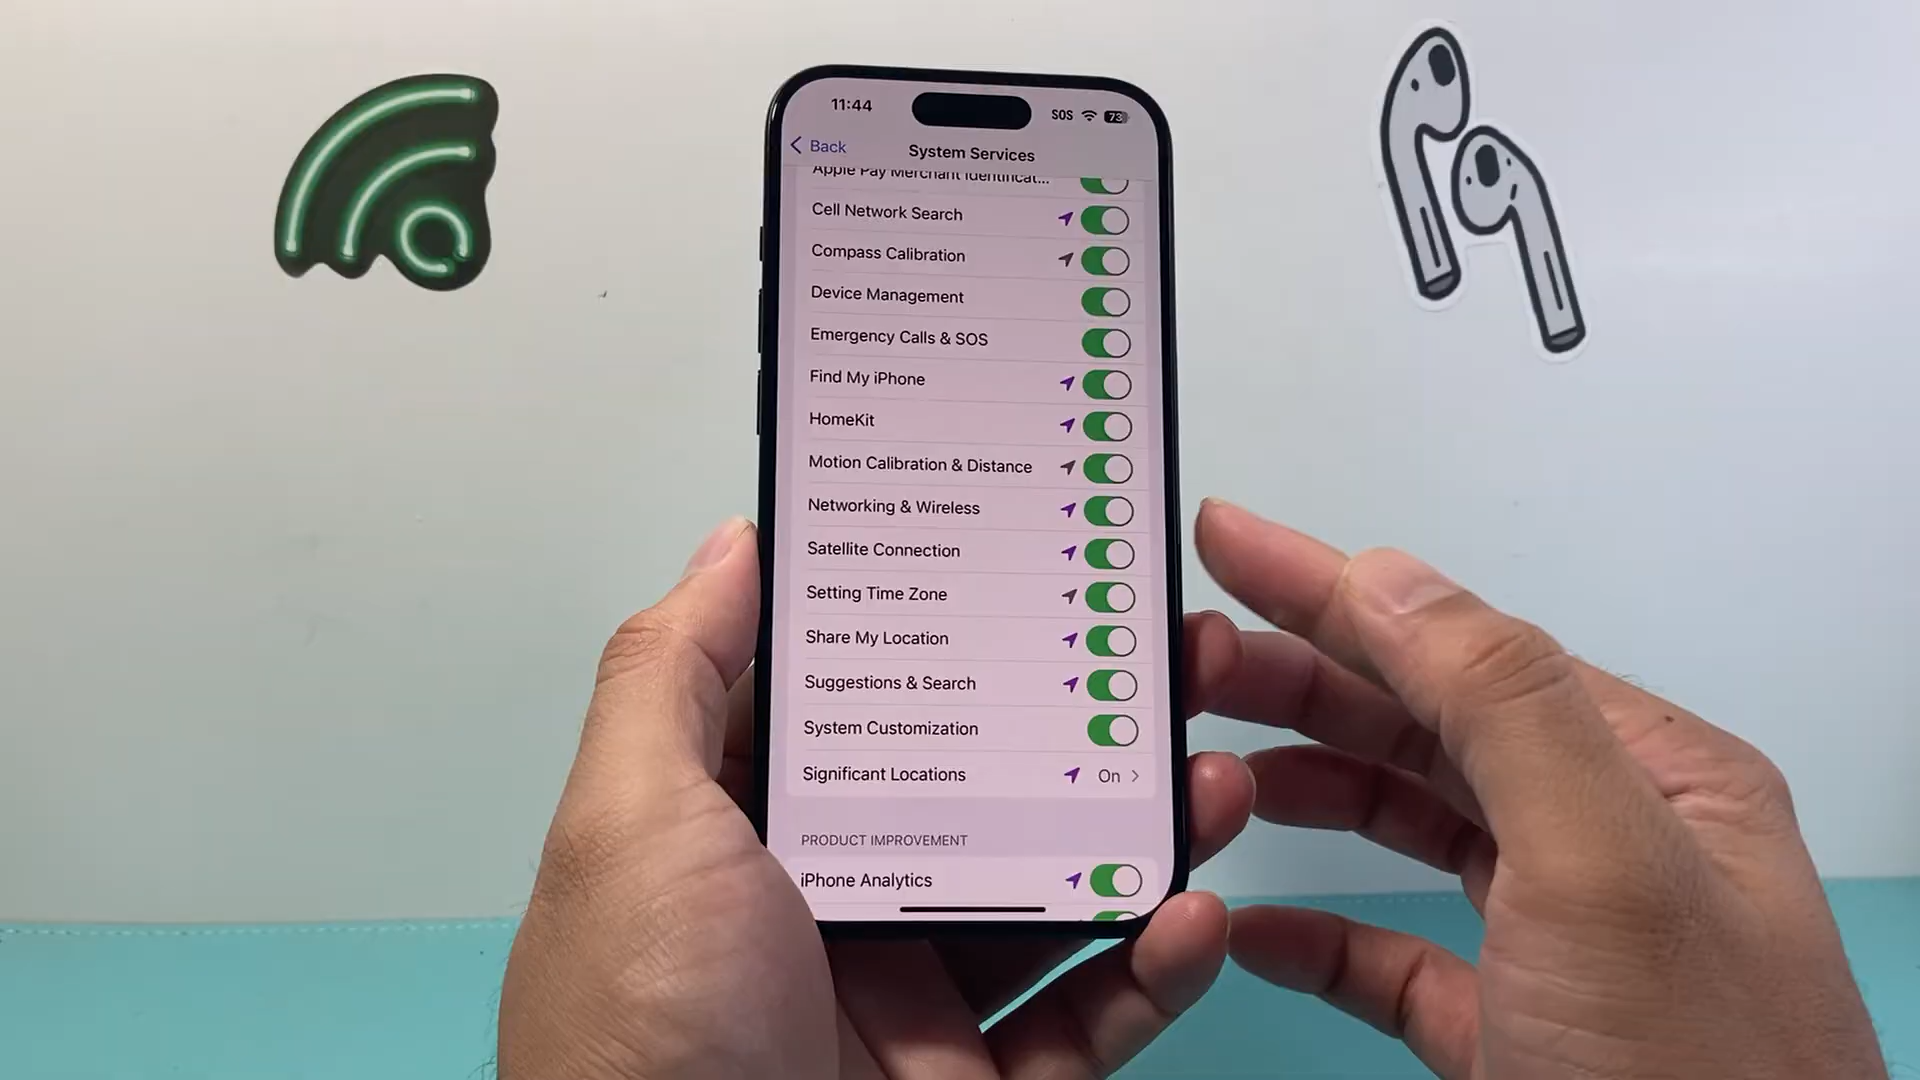 11:44
SOS 73
Back
System Services
Apple Pay Merchant Identificat...
Cell Network Search
Compass Calibration
Device Management
Emergency Calls & SOS
Find My iPhone
HomeKit
Motion Calibration & Distance
Networking & Wireless
Satellite Connection
Setting Time Zone
Share My Location
Suggestions & Search
System Customization
Significant Locations On
PRODUCT IMPROVEMENT
iPhone Analytics